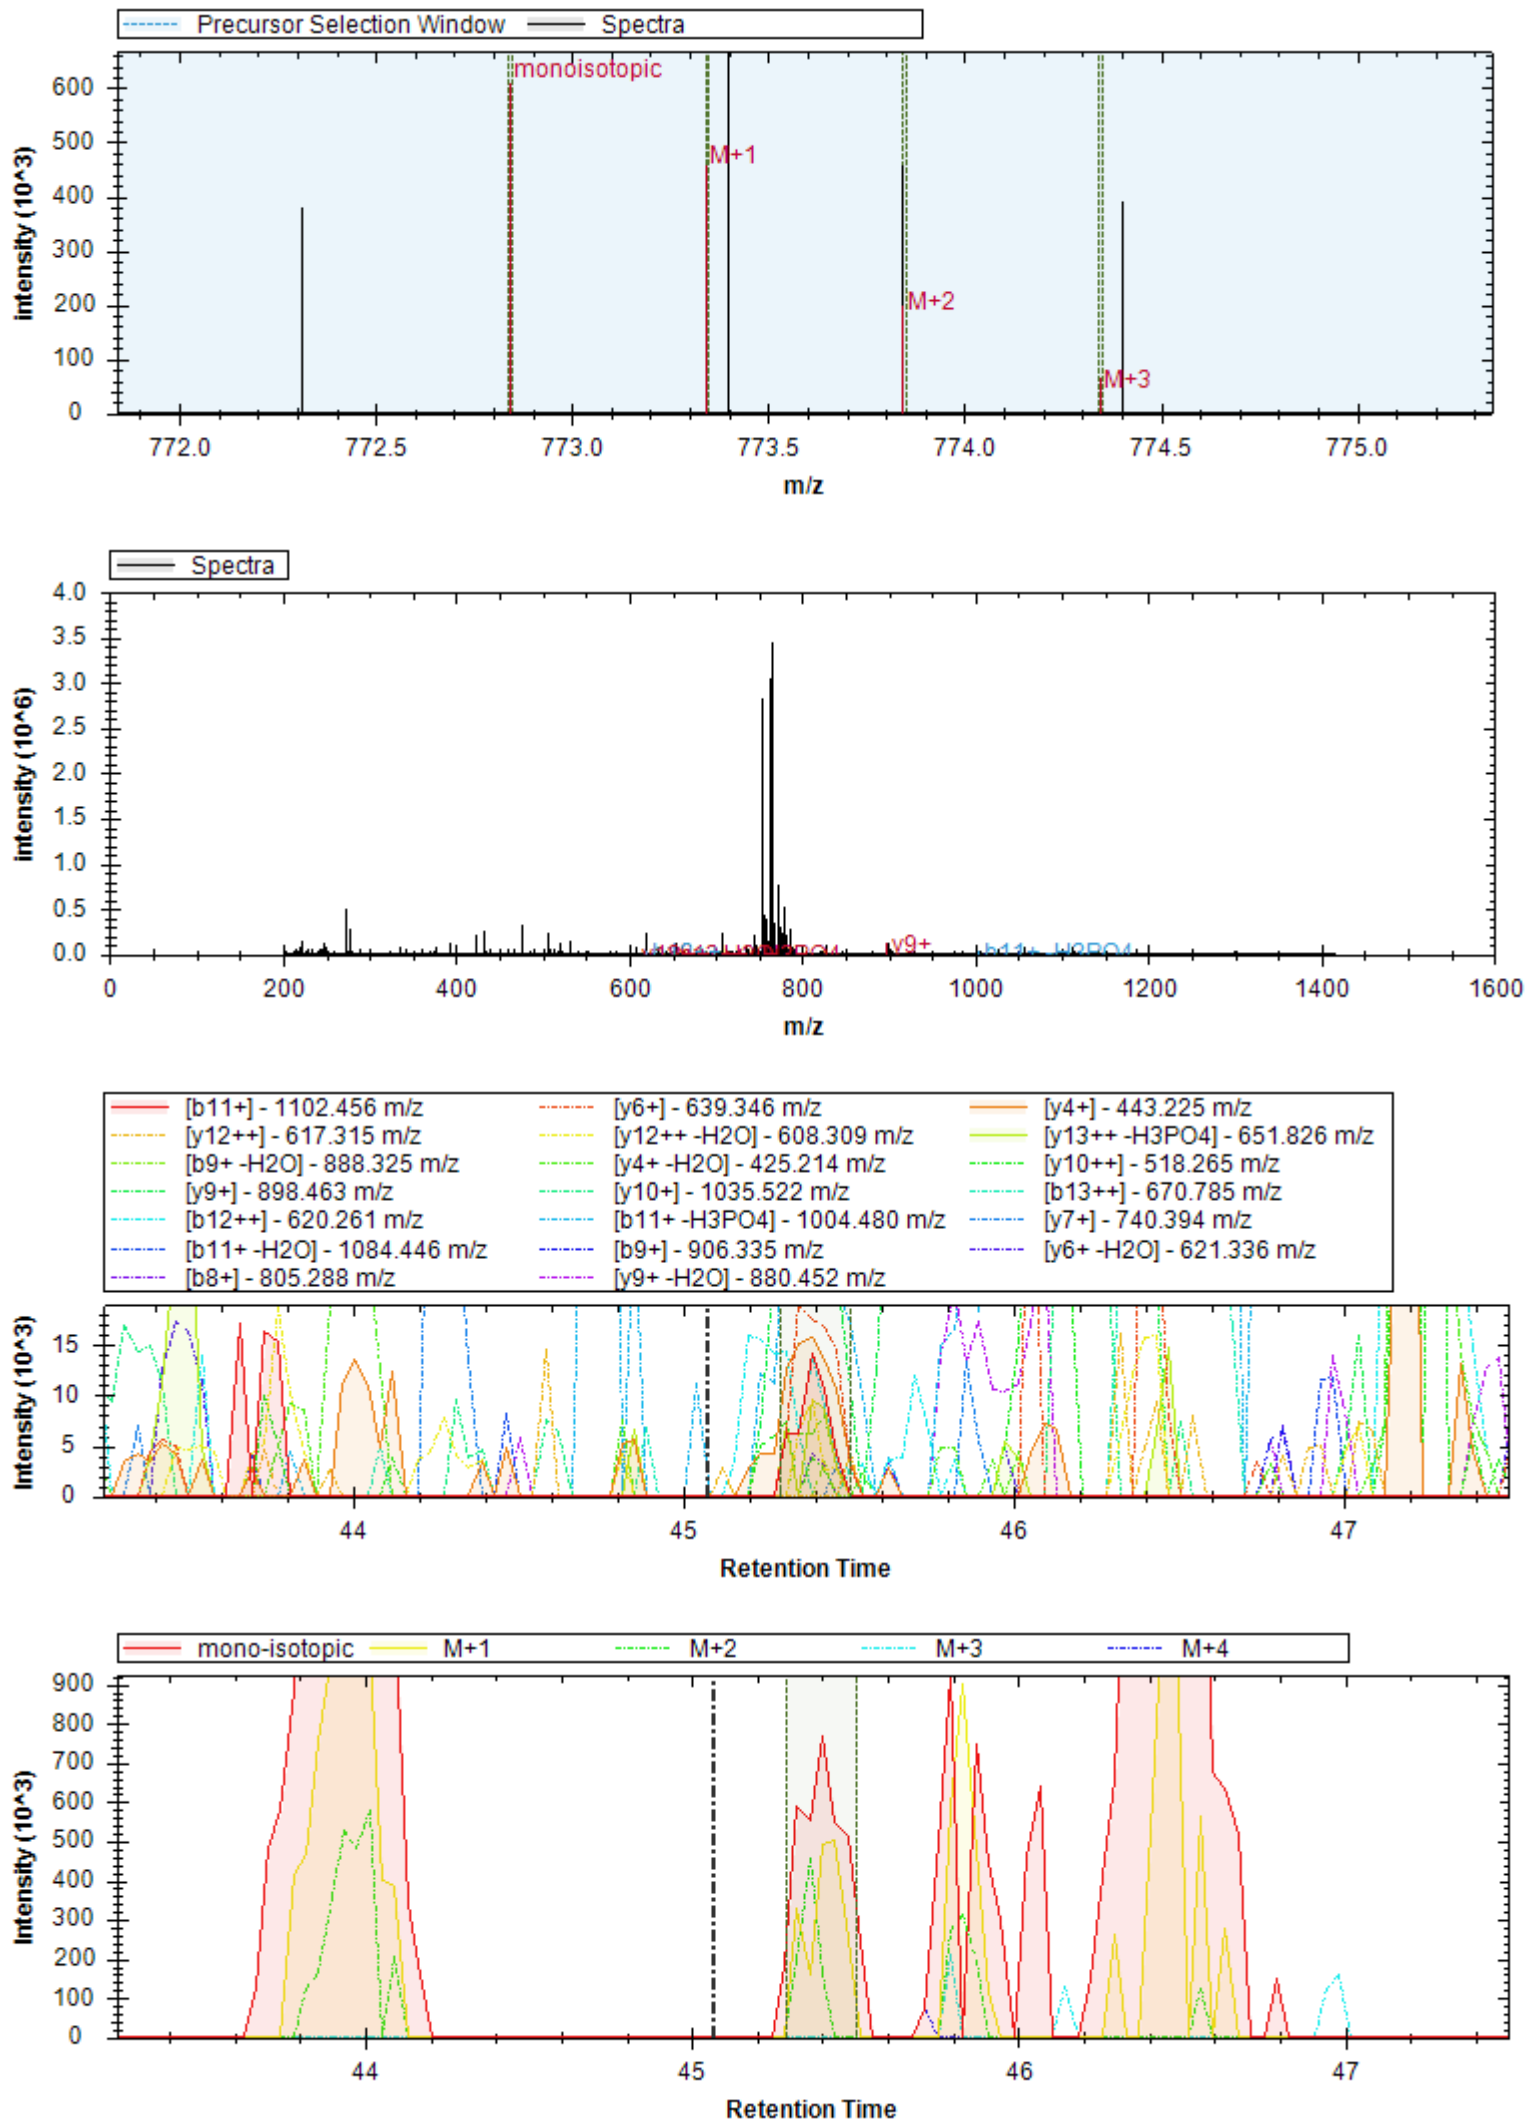 Precursor Selection Window Spectra
monoisotopic
M+1
M+2
M+3
600
500
400
300
200
100
0
intensity (10^3)
772.0 772.5 773.0 773.5 774.0 774.5 775.0
m/z
Spectra
4.0
3.5
3.0
2.5
2.0
1.5
1.0
0.5
0.0
intensity (10^6)
y9+
b11+ -H3PO4
0 200 400 600 800 1000 1200 1400 1600
m/z
[b11+] - 1102.456 m/z [y6+] - 639.346 m/z [y4+] - 443.225 m/z
[y12++] - 617.315 m/z [y12++ -H2O] - 608.309 m/z [y13++ -H3PO4] - 651.826 m/z
[b9+ -H2O] - 888.325 m/z [y4+ -H2O] - 425.214 m/z [y10++] - 518.265 m/z
[y9+] - 898.463 m/z [y10+] - 1035.522 m/z [b13++] - 670.785 m/z
[b12++] - 620.261 m/z [b11+ -H3PO4] - 1004.480 m/z [y7+] - 740.394 m/z
[b11+ -H2O] - 1084.446 m/z [b9+] - 906.335 m/z [y6+ -H2O] - 621.336 m/z
[b8+] - 805.288 m/z [y9+ -H2O] - 880.452 m/z
15
10
5
0
Intensity (10^3)
44 45 46 47
Retention Time
mono-isotopic M+1 M+2 M+3 M+4
900
800
700
600
500
400
300
200
100
0
Intensity (10^3)
44 45 46 47
Retention Time